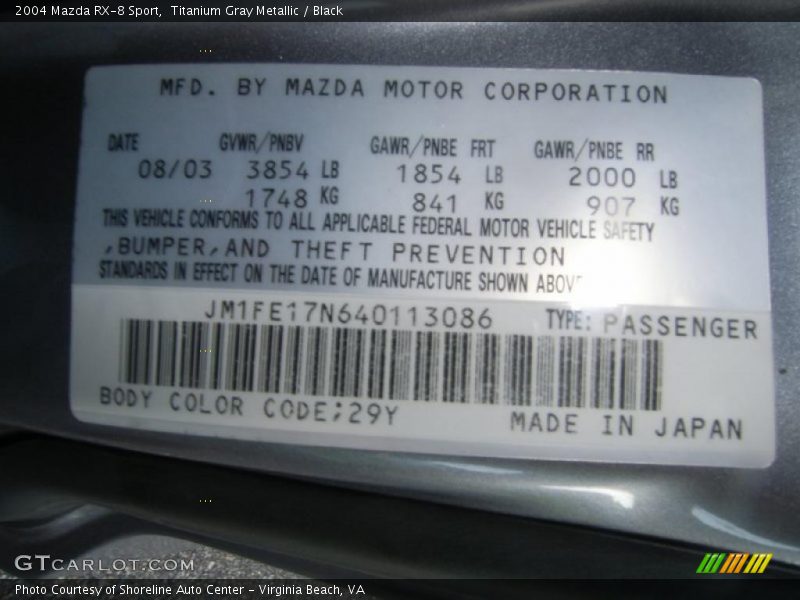 2004 Mazda RX-8 Sport,  Titanium Gray Metallic / Black
MFD. BY MAZDA MOTOR CORPORATION
DATE GVWR/PNBV GAWR/PNBE FRT GAWR/PNBE RR
08/03 3854 LB 1854 LB 2000 LB
1748 KG 841 KG 907 KG
THIS VEHICLE CONFORMS TO ALL APPLICABLE FEDERAL MOTOR VEHICLE SAFETY
,BUMPER,AND THEFT PREVENTION
STANDARDS IN EFFECT ON THE DATE OF MANUFACTURE SHOWN ABOVE
JM1FE17N640113086 TYPE: PASSENGER
BODY COLOR CODE;29Y MADE IN JAPAN
GTCARLOT.COM
Photo Courtesy of Shoreline Auto Center - Virginia Beach, VA